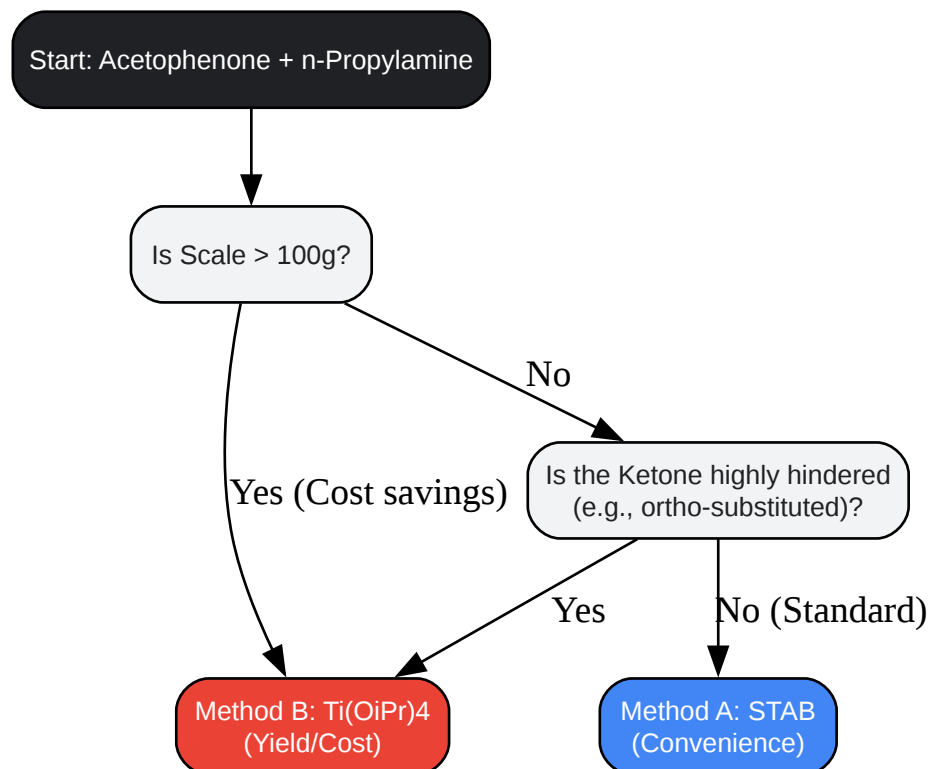 Start: Acetophenone + n-Propylamine
Is Scale > 100g?
No
Is the Ketone highly hindered
(e.g., ortho-substituted)?
Yes (Cost savings)
Yes
No (Standard)
Method B: Ti(OiPr)4
(Yield/Cost)
Method A: STAB
(Convenience)